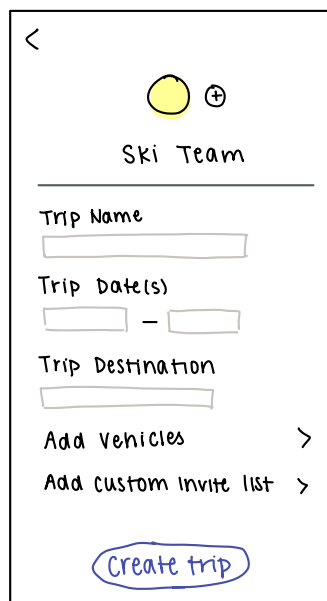 Ski Team
Trip Name
Trip Date(s)
Trip Destination
Add Vehicles
Add custom invite list
Create trip